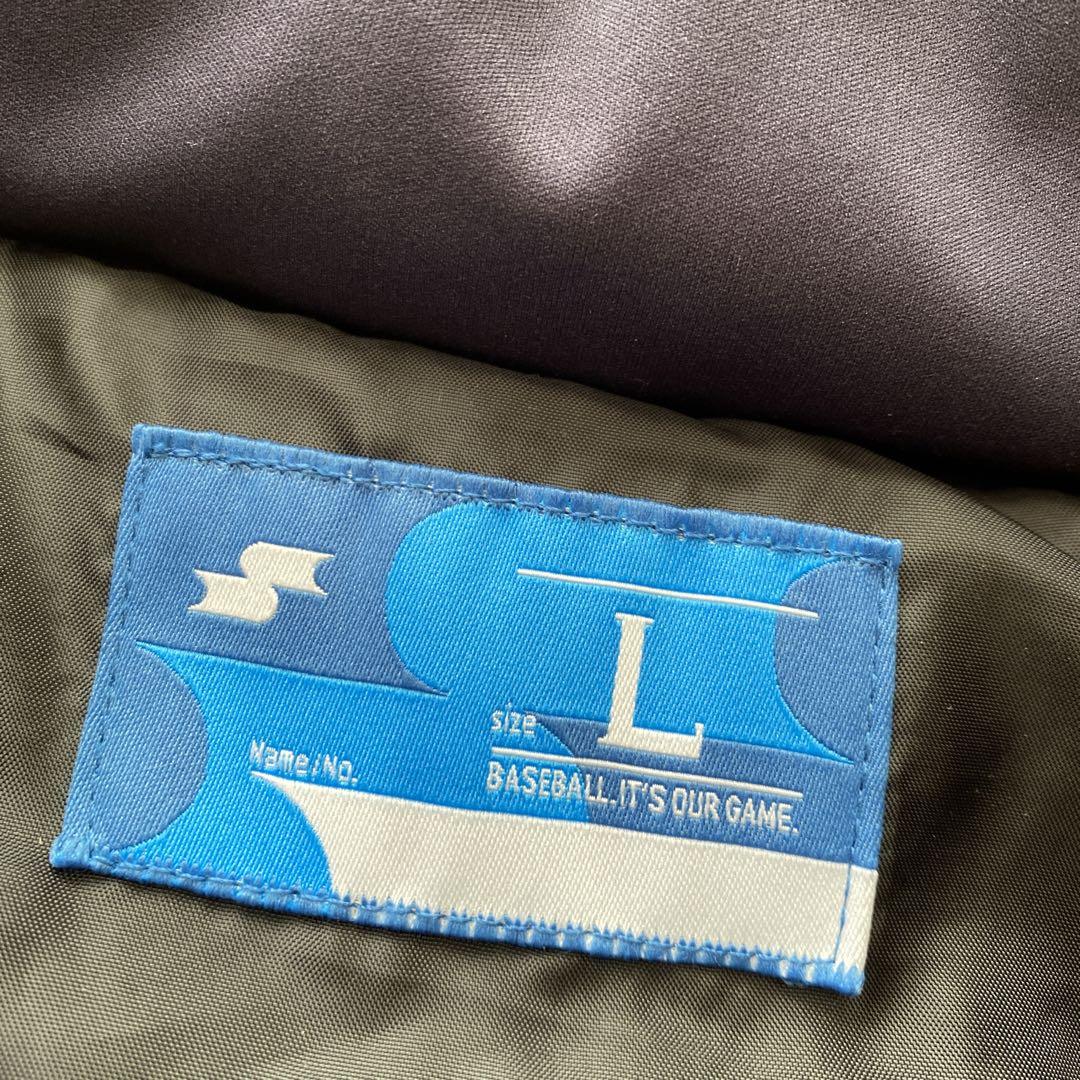 L
size
Name/No.
BASEBALL. IT'S OUR GAME.